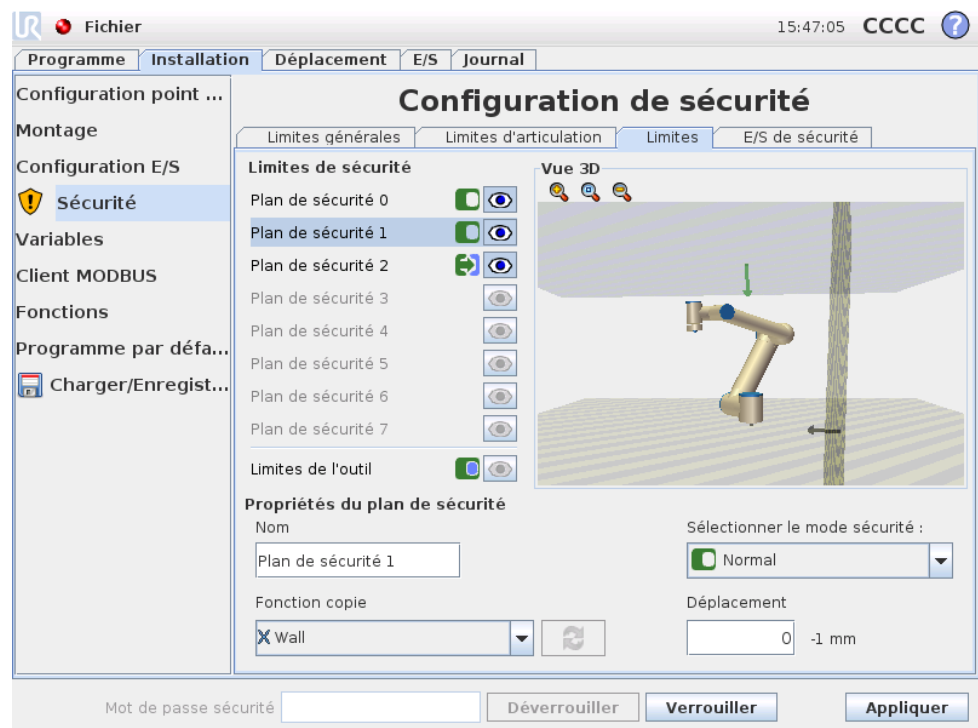 UR Fichier 15:47:05 CCCC ?
Programme Installation Déplacement E/S Journal
Configuration point ...
Montage
Configuration E/S
Sécurité
Variables
Client MODBUS
Fonctions
Programme par défa...
Charger/Enregist...
Configuration de sécurité
Limites générales Limites d'articulation Limites E/S de sécurité
Limites de sécurité
Plan de sécurité 0
Plan de sécurité 1
Plan de sécurité 2
Plan de sécurité 3
Plan de sécurité 4
Plan de sécurité 5
Plan de sécurité 6
Plan de sécurité 7
Limites de l'outil
Vue 3D
Propriétés du plan de sécurité
Nom
Plan de sécurité 1
Sélectionner le mode sécurité :
Normal
Fonction copie
Wall
Déplacement
0 -1 mm
Mot de passe sécurité Déverrouiller Verrouiller Appliquer